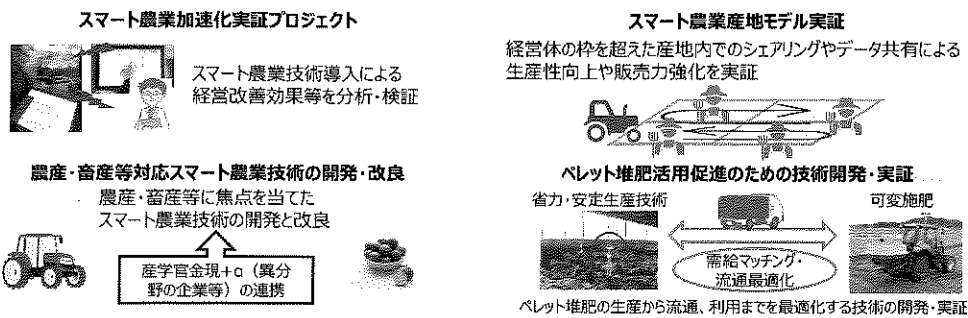 スマート農業加速化実証プロジェクト
スマート農業技術導入による
経営改善効果等を分析・検証
農産・畜産等対応スマート農業技術の開発・改良
農産・畜産等に焦点を当てた
スマート農業技術の開発と改良
産学官金現+α（異分
野の企業等）の連携
スマート農業産地モデル実証
経営体の枠を超えた産地内でのシェアリングやデータ共有による
生産性向上や販売力強化を実証
ペレット堆肥活用促進のための技術開発・実証
省力・安定生産技術
可変施肥
需給マッチング・
流通最適化
ペレット堆肥の生産から流通、利用までを最適化する技術の開発・実証